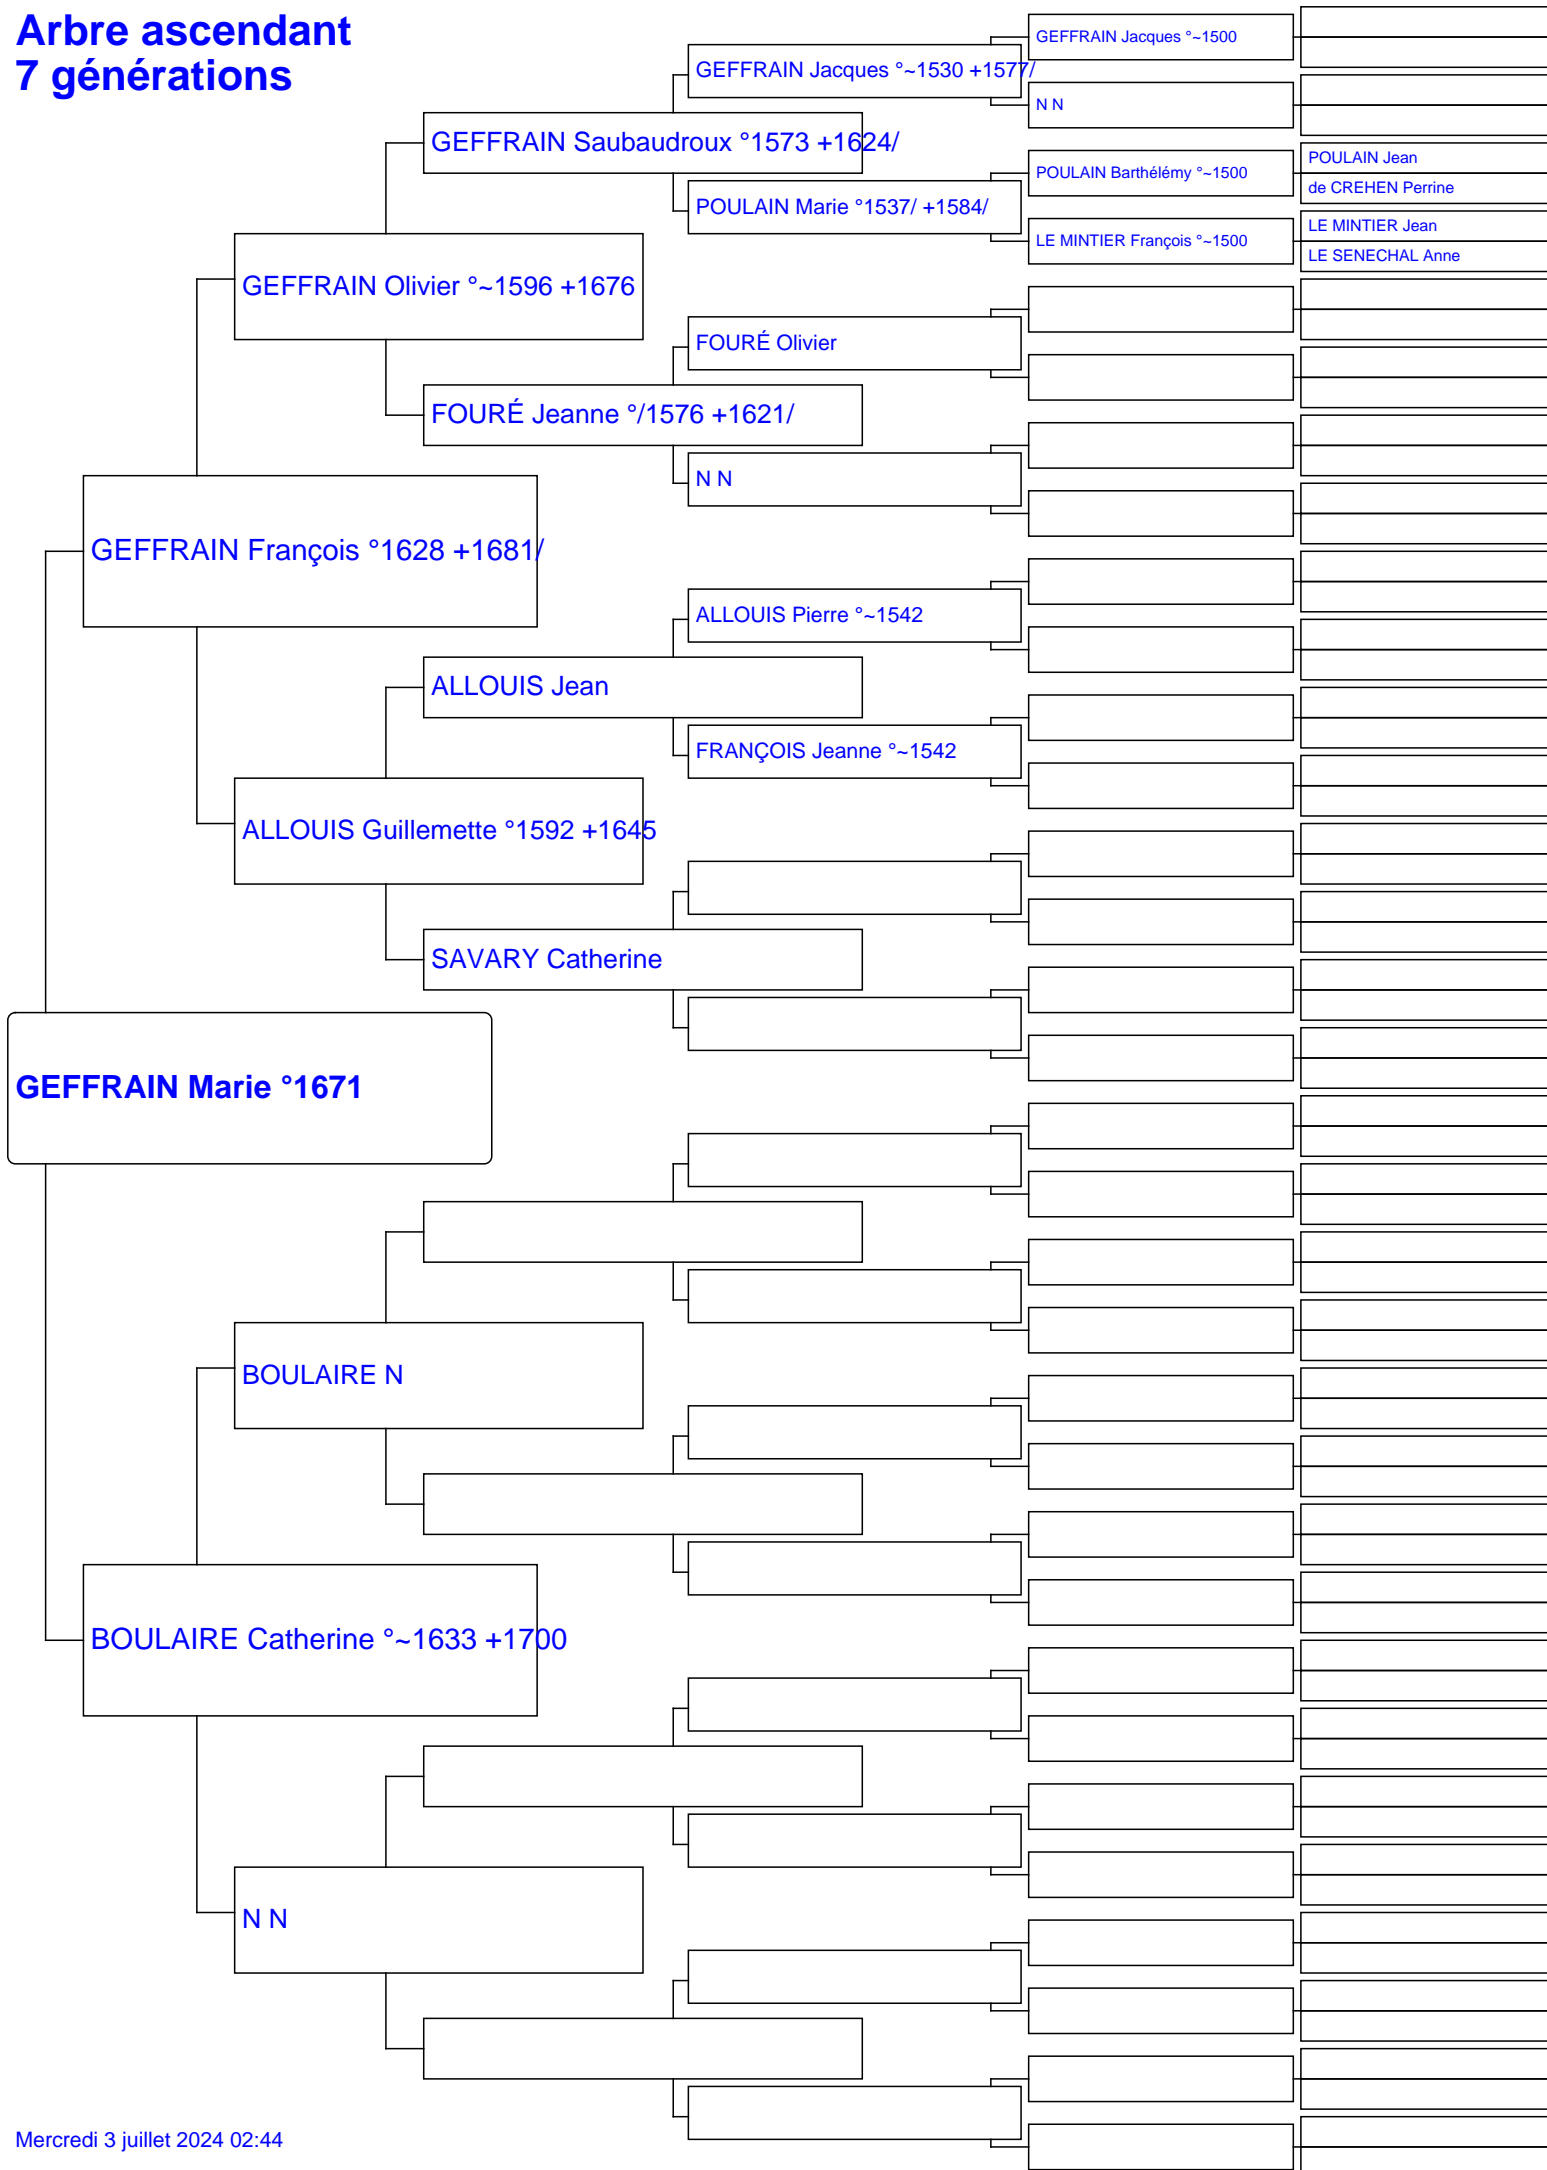 Arbre ascendant
7 générations
GEFFRAIN Jacques °~1500
GEFFRAIN Jacques °~1530 +1577/
N N
GEFFRAIN Saubaudroux °1573 +1624/
POULAIN Jean
POULAIN Barthélémy °~1500
de CREHEN Perrine
POULAIN Marie °1537/ +1584/
LE MINTIER Jean
LE MINTIER François °~1500
LE SENECHAL Anne
GEFFRAIN Olivier °~1596 +1676
FOURÉ Olivier
FOURÉ Jeanne °/1576 +1621/
N N
GEFFRAIN François °1628 +1681/
ALLOUIS Pierre °~1542
ALLOUIS Jean
FRANÇOIS Jeanne °~1542
ALLOUIS Guillemette °1592 +1645
SAVARY Catherine
GEFFRAIN Marie °1671
BOULAIRE N
BOULAIRE Catherine °~1633 +1700
N N
Mercredi 3 juillet 2024 02:44